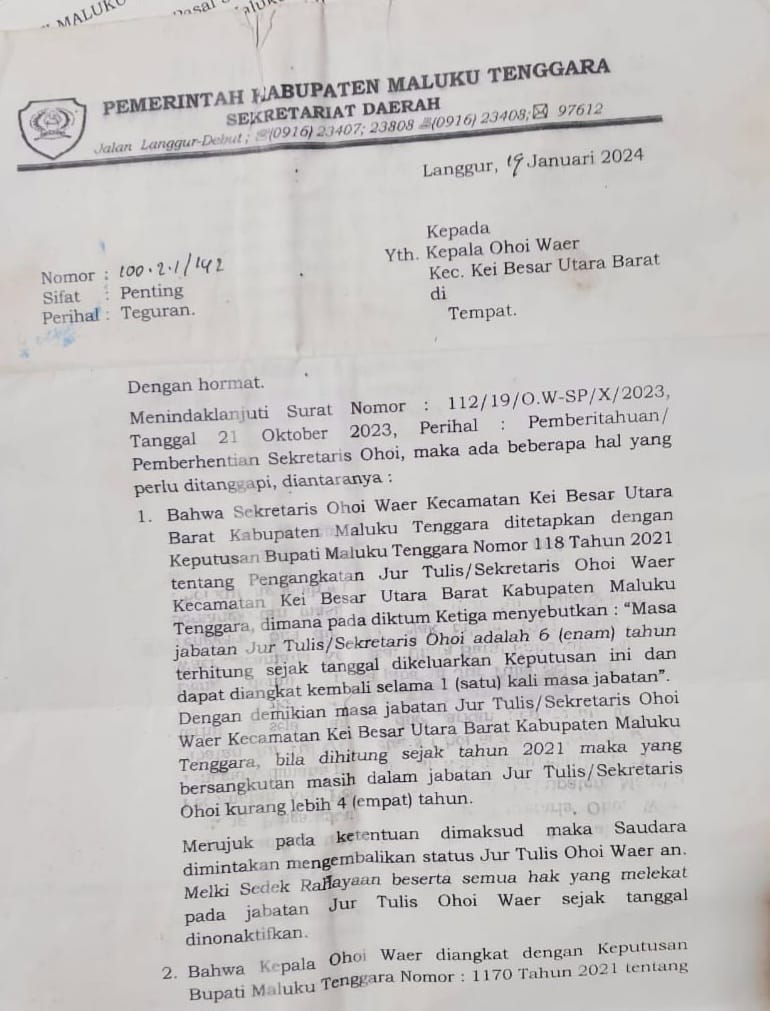 MALUKU
Pasal
PEMERINTAH KABUPATEN MALUKU TENGGARA
SEKRETARIAT DAERAH
Jalan Langgur-Debut; (0916) 23407; 23808 (0916) 23408; 97612
Langgur, 19 Januari 2024
Kepada
Yth. Kepala Ohoi Waer
Kec. Kei Besar Utara Barat
di
Tempat.
Nomor : 100.2.1/142
Sifat : Penting
Perihal : Teguran.
Dengan hormat.
Menindaklanjuti Surat Nomor : 112/19/O.W-SP/X/2023,
Tanggal 21 Oktober 2023, Perihal : Pemberitahuan/
Pemberhentian Sekretaris Ohoi, maka ada beberapa hal yang
perlu ditanggapi, diantaranya :
1. Bahwa Sekretaris Ohoi Waer Kecamatan Kei Besar Utara
Barat Kabupaten Maluku Tenggara ditetapkan dengan
Keputusan Bupati Maluku Tenggara Nomor 118 Tahun 2021
tentang Pengangkatan Jur Tulis/Sekretaris Ohoi Waer
Kecamatan Kei Besar Utara Barat Kabupaten Maluku
Tenggara, dimana pada diktum Ketiga menyebutkan : "Masa
jabatan Jur Tulis/Sekretaris Ohoi adalah 6 (enam) tahun
terhitung sejak tanggal dikeluarkan Keputusan ini dan
dapat diangkat kembali selama 1 (satu) kali masa jabatan".
Dengan demikian masa jabatan Jur Tulis/Sekretaris Ohoi
Waer Kecamatan Kei Besar Utara Barat Kabupaten Maluku
Tenggara, bila dihitung sejak tahun 2021 maka yang
bersangkutan masih dalam jabatan Jur Tulis/Sekretaris
Ohoi kurang lebih 4 (empat) tahun.
Merujuk pada ketentuan dimaksud maka Saudara
dimintakan mengembalikan status Jur Tulis Ohoi Waer an.
Melki Sedek Rahayaan beserta semua hak yang melekat
pada jabatan Jur Tulis Ohoi Waer sejak tanggal
dinonaktifkan.
2. Bahwa Kepala Ohoi Waer diangkat dengan Keputusan
Bupati Maluku Tenggara Nomor : 1170 Tahun 2021 tentang